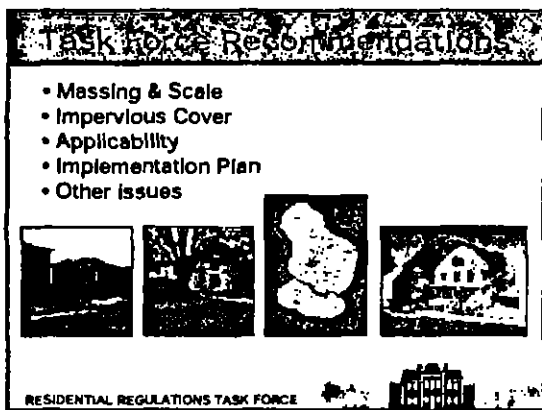 Task Force Recommendations
• Massing & Scale
• Impervious Cover
• Applicability
• Implementation Plan
• Other issues
RESIDENTIAL REGULATIONS TASK FORCE